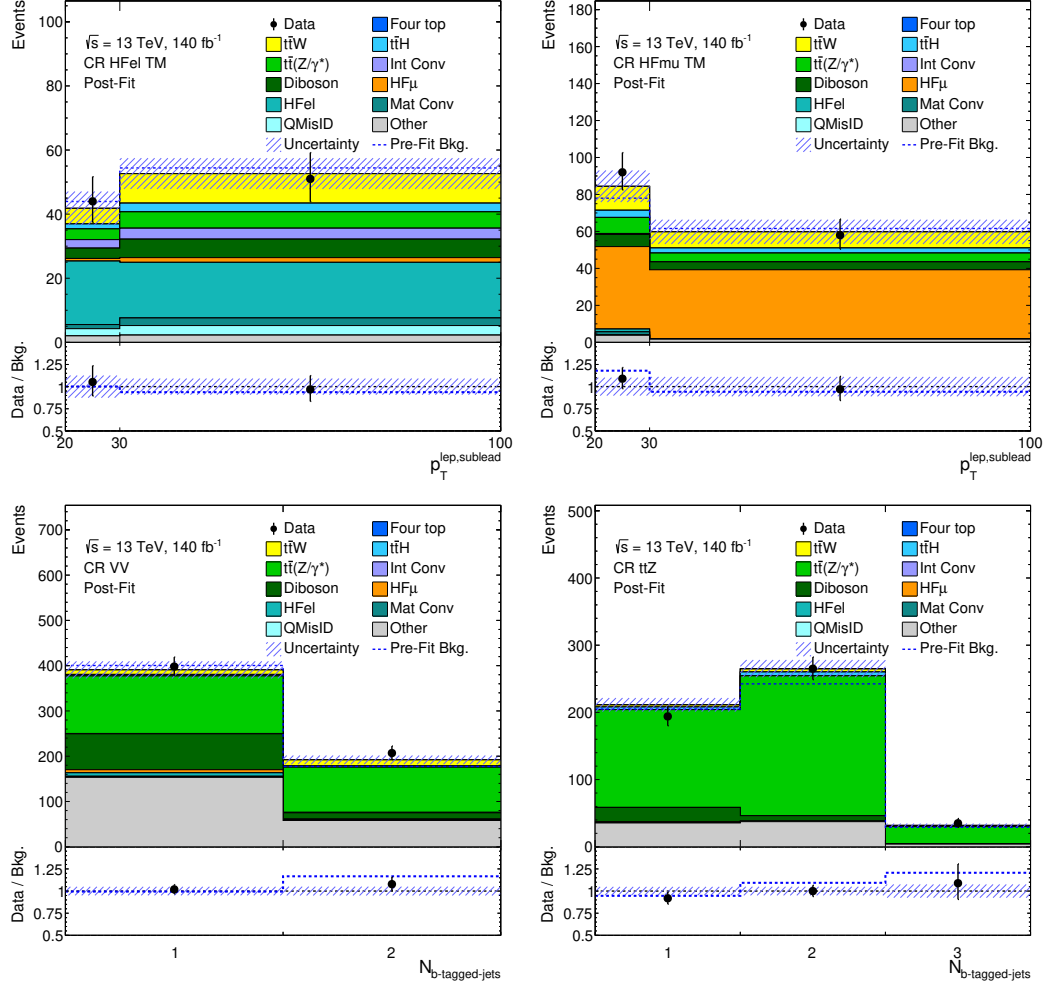 Events
100
80
60
40
20
0
√s = 13 TeV, 140 fb⁻¹
CR HFel TM
Post-Fit
Data
Four top
tt̄W
tt̄H
tt̄(Z/γ*)
Int Conv
Diboson
HFμ
HFel
Mat Conv
QMisID
Other
Uncertainty
Pre-Fit Bkg.
Data / Bkg.
1.25
1
0.75
0.5
20 30 100
p_T^lep,sublead
Events
180
160
140
120
100
80
60
40
20
0
√s = 13 TeV, 140 fb⁻¹
CR HFmu TM
Post-Fit
Data
Four top
tt̄W
tt̄H
tt̄(Z/γ*)
Int Conv
Diboson
HFμ
HFel
Mat Conv
QMisID
Other
Uncertainty
Pre-Fit Bkg.
Data / Bkg.
1.25
1
0.75
0.5
20 30 100
p_T^lep,sublead
Events
700
600
500
400
300
200
100
0
√s = 13 TeV, 140 fb⁻¹
CR VV
Post-Fit
Data
Four top
tt̄W
tt̄H
tt̄(Z/γ*)
Int Conv
Diboson
HFμ
HFel
Mat Conv
QMisID
Other
Uncertainty
Pre-Fit Bkg.
Data / Bkg.
1.25
1
0.75
0.5
1 2
N_b-tagged-jets
Events
500
400
300
200
100
0
√s = 13 TeV, 140 fb⁻¹
CR ttZ
Post-Fit
Data
Four top
tt̄W
tt̄H
tt̄(Z/γ*)
Int Conv
Diboson
HFμ
HFel
Mat Conv
QMisID
Other
Uncertainty
Pre-Fit Bkg.
Data / Bkg.
1.25
1
0.75
0.5
1 2 3
N_b-tagged-jets